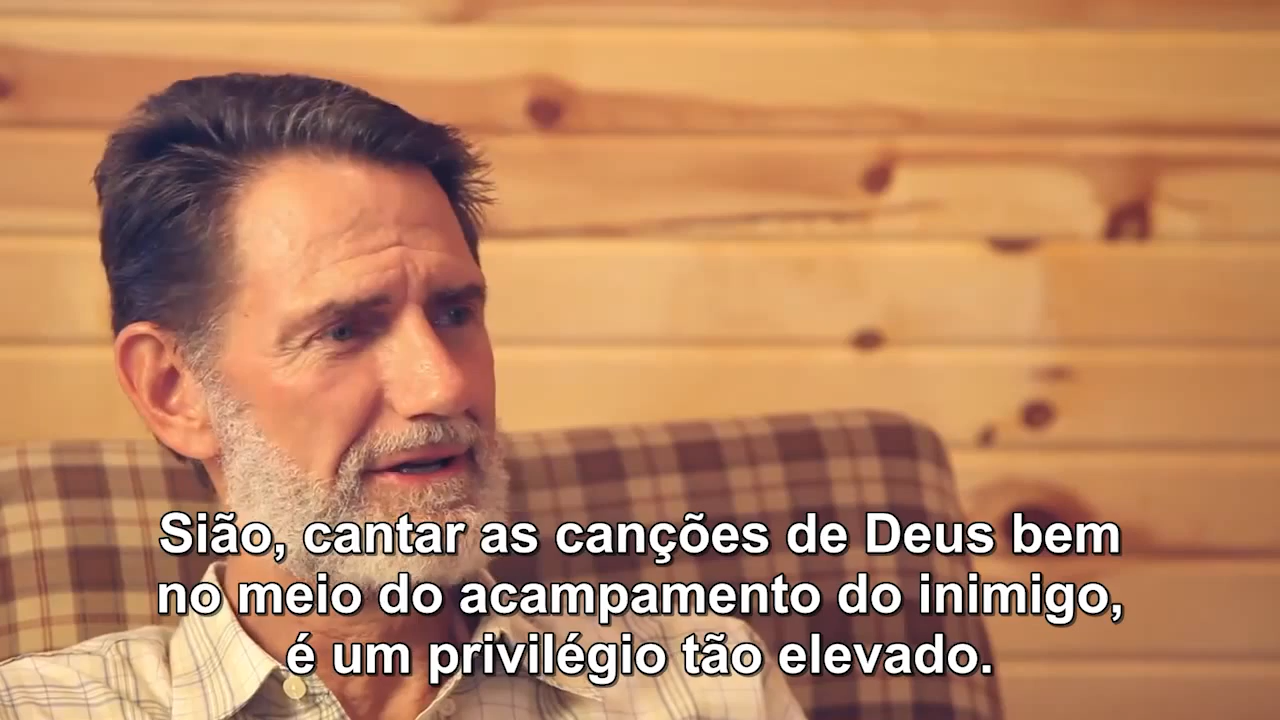 Sião, cantar as canções de Deus bem
no meio do acampamento do inimigo,
é um privilégio tão elevado.